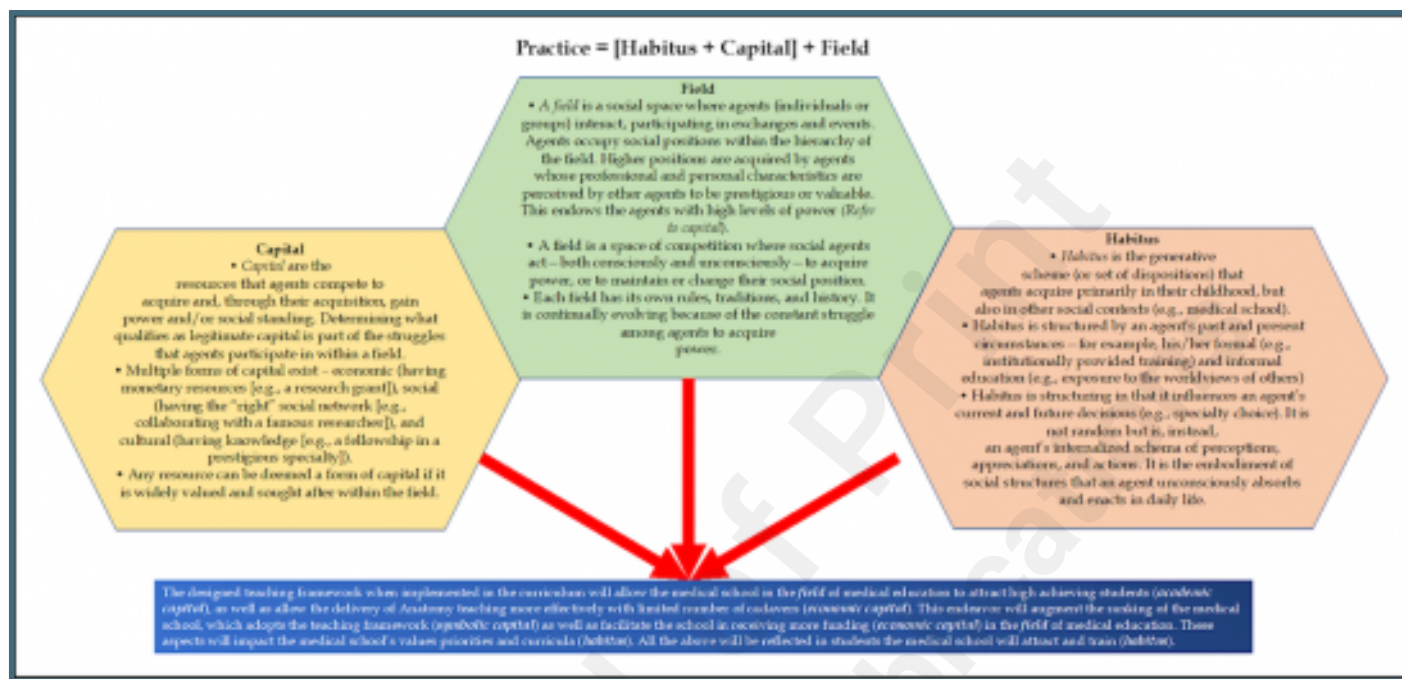 Practice = [Habitus + Capital] + Field
Field
• A field is a social space where agents (individuals or
groups) interact, participating in exchanges and events.
Agents occupy social positions within the hierarchy of
the field. Higher positions are acquired by agents
whose professional and personal characteristics are
perceived by other agents to be prestigious or valuable.
This endows the agents with high levels of power (Refer
to capital).
• A field is a space of competition where social agents
act – both consciously and unconsciously – to acquire
power, or to maintain or change their social position.
• Each field has its own rules, traditions, and history. It
is continually evolving because of the constant struggle
among agents to acquire
power.
Capital
• Capital are the
resources that agents compete to
acquire and, through their acquisition, gain
power and/or social standing. Determining what
qualifies as legitimate capital is part of the struggles
that agents participate in within a field.
• Multiple forms of capital exist – economic (having
monetary resources [e.g., a research grant]), social
(having the "right" social network [e.g.,
collaborating with a famous researcher]), and
cultural (having knowledge [e.g., a fellowship in a
prestigious specialty]).
• Any resource can be deemed a form of capital if it
is widely valued and sought after within the field.
Habitus
• Habitus is the generative
scheme (or set of dispositions) that
agents acquire primarily in their childhood, but
also in other social contexts (e.g., medical school).
• Habitus is structured by an agent's past and present
circumstances – for example, his/her formal (e.g.,
institutionally provided training) and informal
education (e.g., exposure to the worldviews of others)
• Habitus is structuring in that it influences an agent's
current and future decisions (e.g., specialty choice). It is
not random but is, instead,
an agent's internalized schema of perceptions,
appreciations, and actions. It is the embodiment of
social structures that an agent unconsciously absorbs
and enacts in daily life.
The designed teaching framework when implemented in the curriculum will allow the medical school in the field of medical education to attract high achieving students (academic
capital), as well as allow the delivery of Anatomy teaching more effectively with limited number of cadavers (economic capital). This endeavor will augment the ranking of the medical
school, which adopts the teaching framework (symbolic capital) as well as facilitate the school in receiving more funding (economic capital) in the field of medical education. These
aspects will impact the medical school's values priorities and curricula (habitus). All the above will be reflected in students the medical school will attract and train (habitus).
of Print